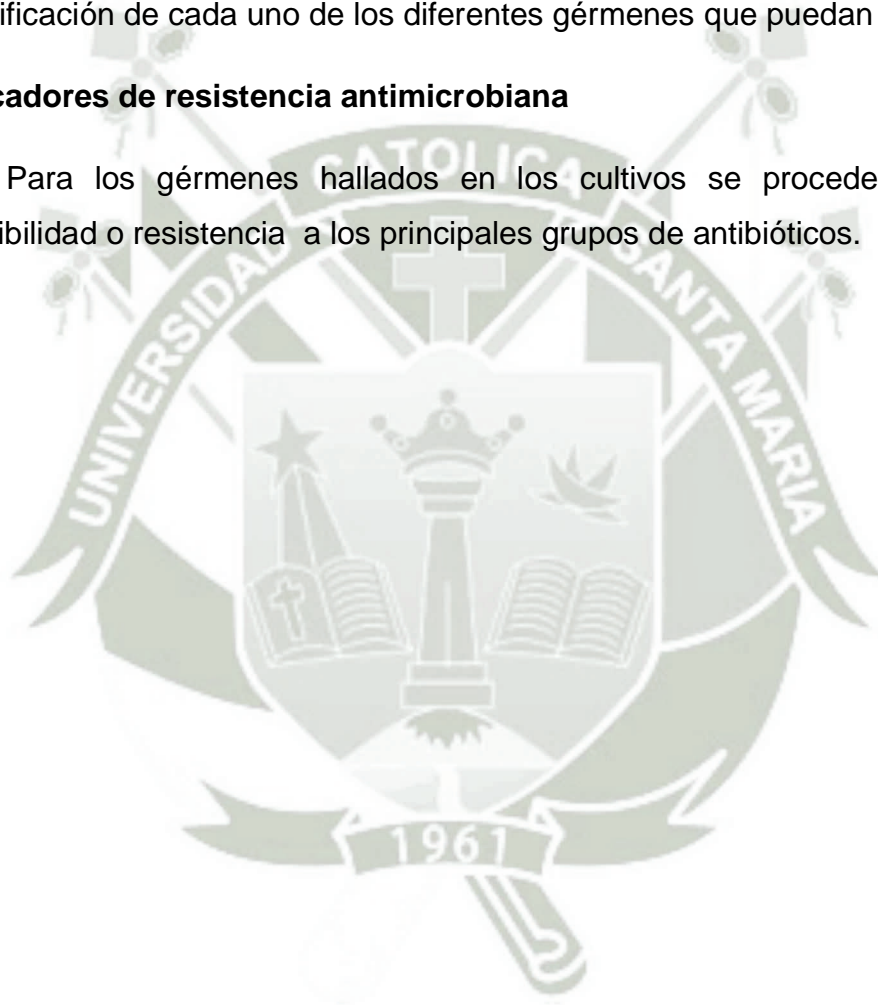 ificación de cada uno de los diferentes gérmenes que puedan
cadores de resistencia antimicrobiana
Para los gérmenes hallados en los cultivos se procede
ibilidad o resistencia a los principales grupos de antibióticos.
UNIVERSIDAD CATOLICA SANTA MARIA
1961